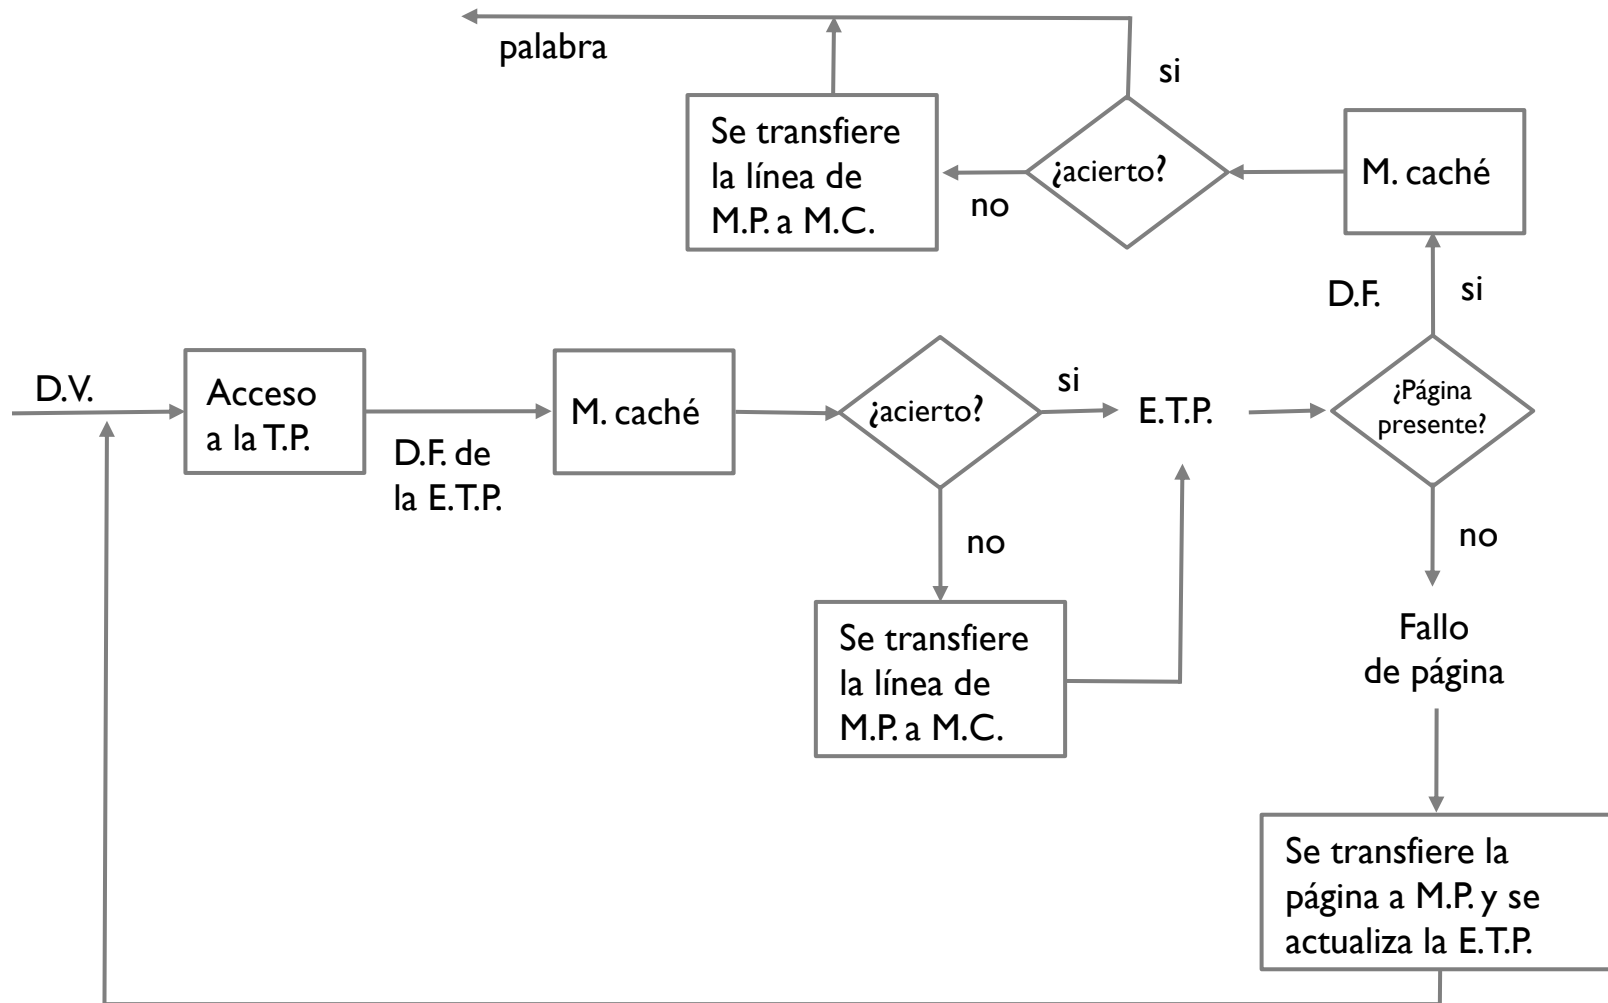 palabra
si
Se transfiere
la línea de
M.P. a M.C.
no
¿acierto?
M. caché
D.F.
si
D.V.
Acceso
a la T.P.
D.F. de
la E.T.P.
M. caché
¿acierto?
si
E.T.P.
¿Página
presente?
no
no
Se transfiere
la línea de
M.P. a M.C.
Fallo
de página
Se transfiere la
página a M.P. y se
actualiza la E.T.P.